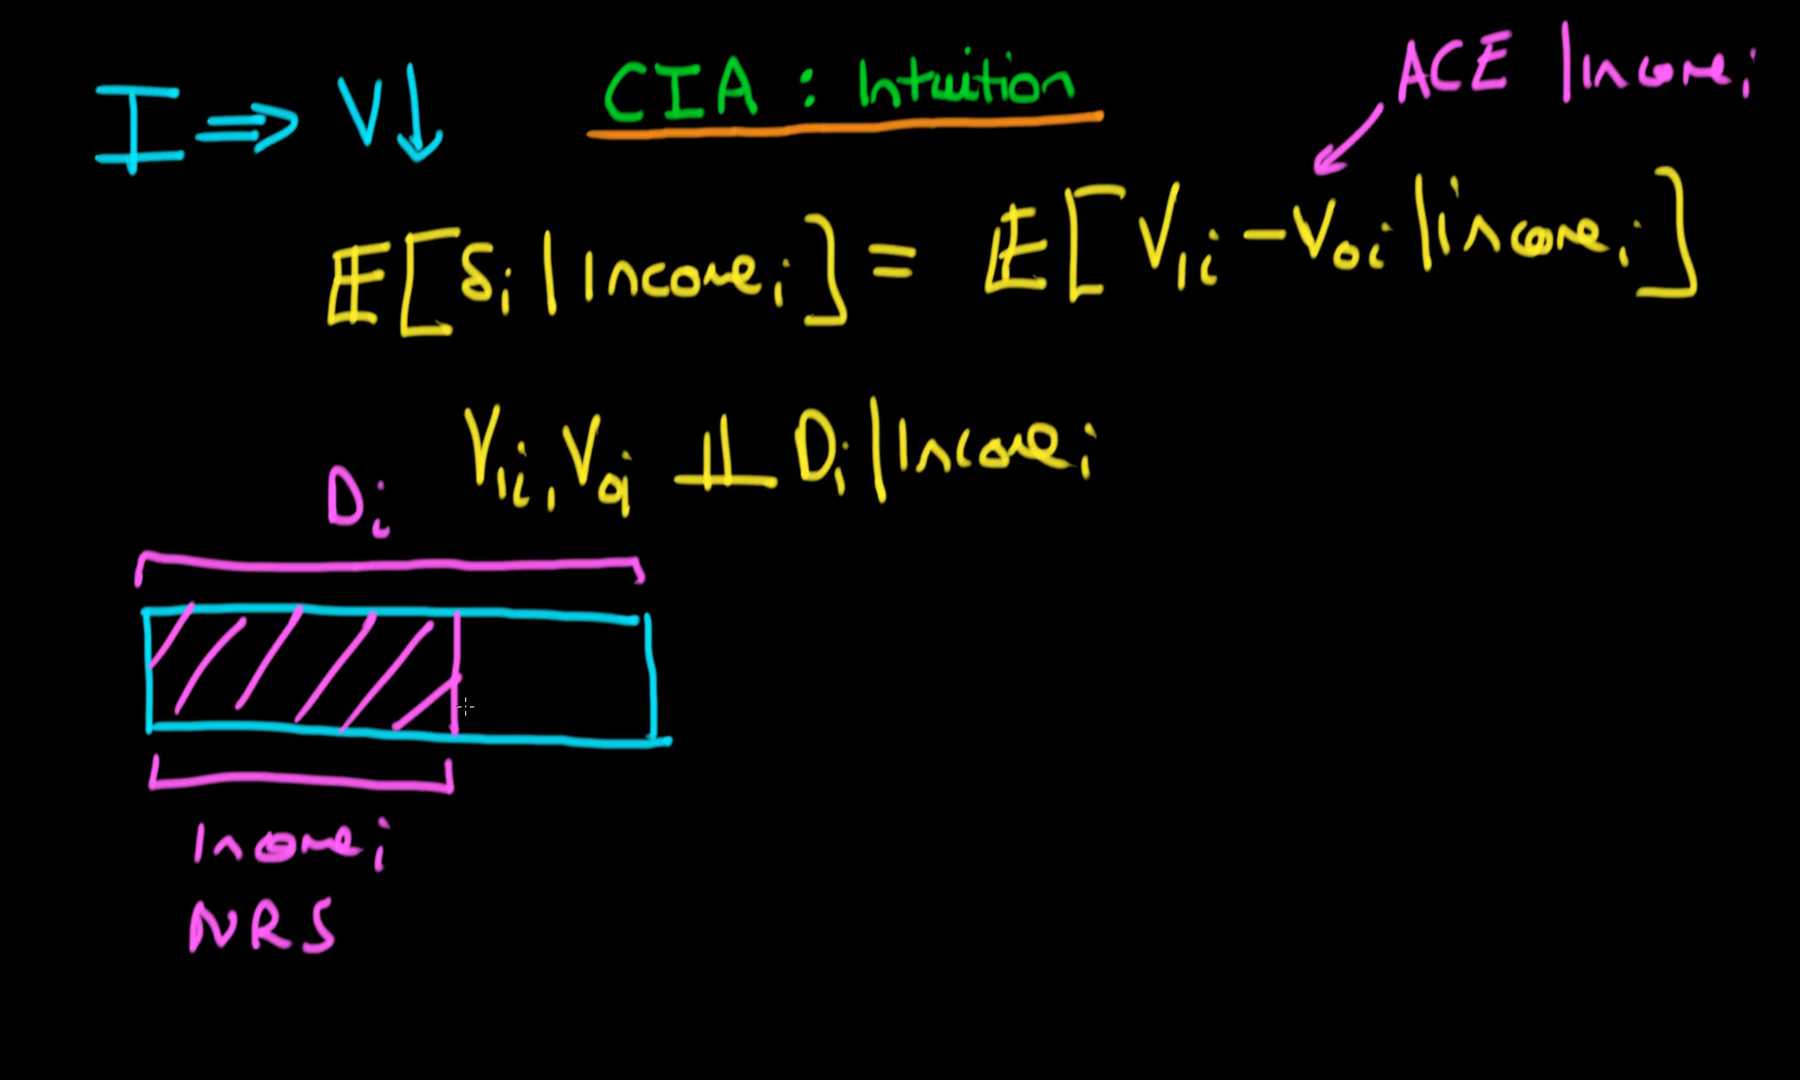 I ⇒ V↓
CIA : Intuition
ACE | Income_i
𝔼[δ_i | Income_i] = 𝔼[V_1i − V_0i | income_i]
V_1i, V_0i ⫫ D_i | Income_i
D_i
Income_i
NRS